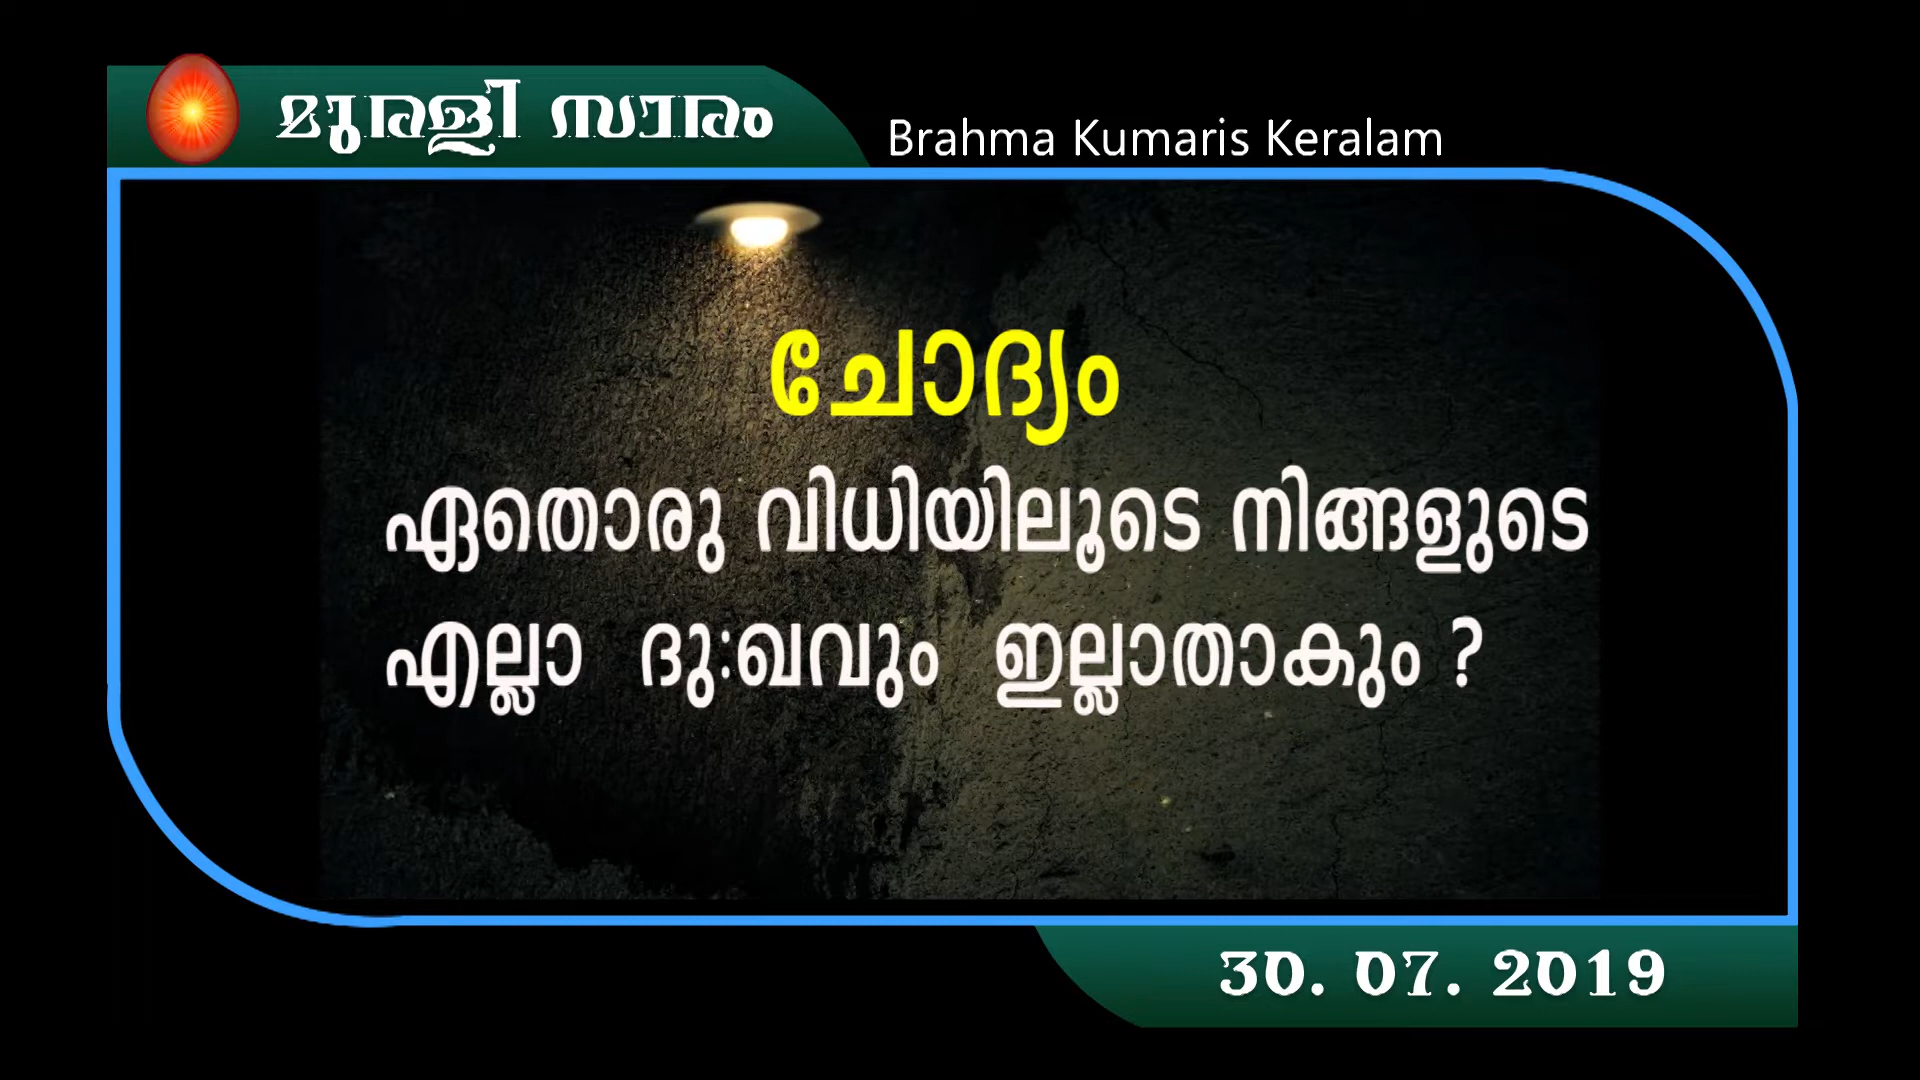 മുരളി സാരം
Brahma Kumaris Keralam
ചോദ്യം
ഏതൊരു വിധിയിലൂടെ നിങ്ങളുടെ
എല്ലാ ദു:ഖവും ഇല്ലാതാകും ?
30. 07. 2019